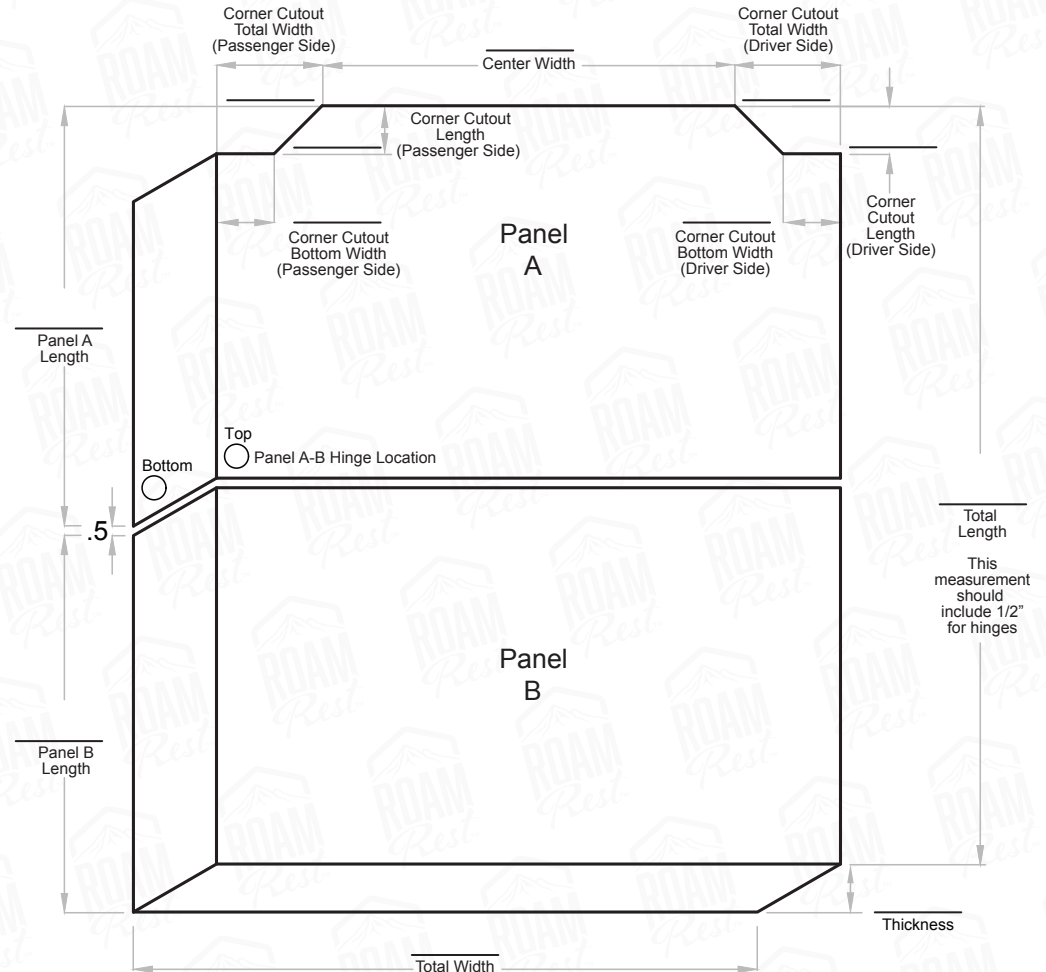 Corner Cutout
Total Width
(Passenger Side)
Center Width
Corner Cutout
Total Width
(Driver Side)
Corner Cutout
Length
(Passenger Side)
Corner
Cutout
Length
(Driver Side)
Corner Cutout
Bottom Width
(Passenger Side)
Corner Cutout
Bottom Width
(Driver Side)
Panel
A
Panel A
Length
Top
Panel A-B Hinge Location
Bottom
.5
Total
Length
This
measurement
should
include 1/2”
for hinges
Panel
B
Panel B
Length
Thickness
Total Width
ROAM
Rest